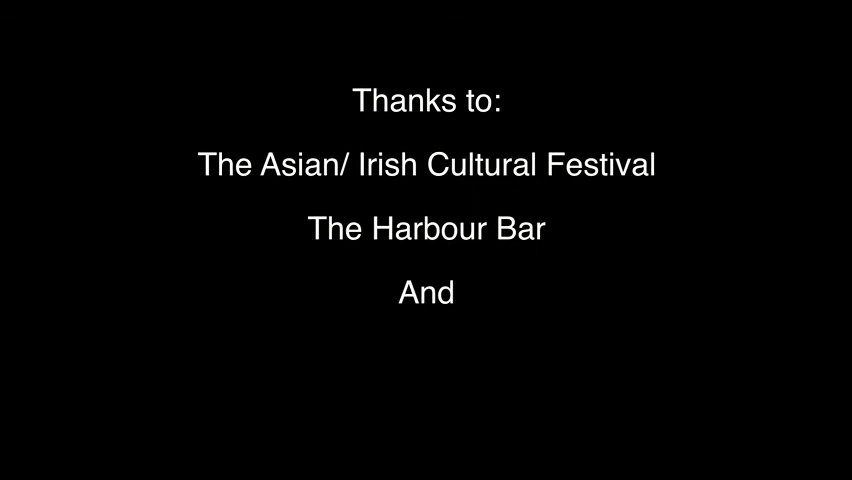 Thanks to:
The Asian/ Irish Cultural Festival
The Harbour Bar
And